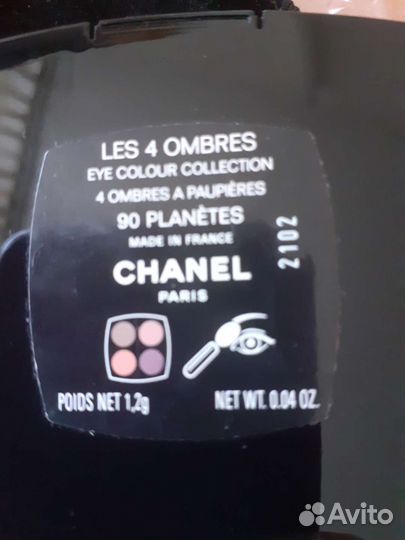 LES 4 OMBRES
EYE COLOUR COLLECTION
4 OMBRES A PAUPIÈRES
90 PLANÈTES
MADE IN FRANCE
CHANEL
PARIS
2102
POIDS NET 1,2g
NET WT. 0.04 OZ.
Avito